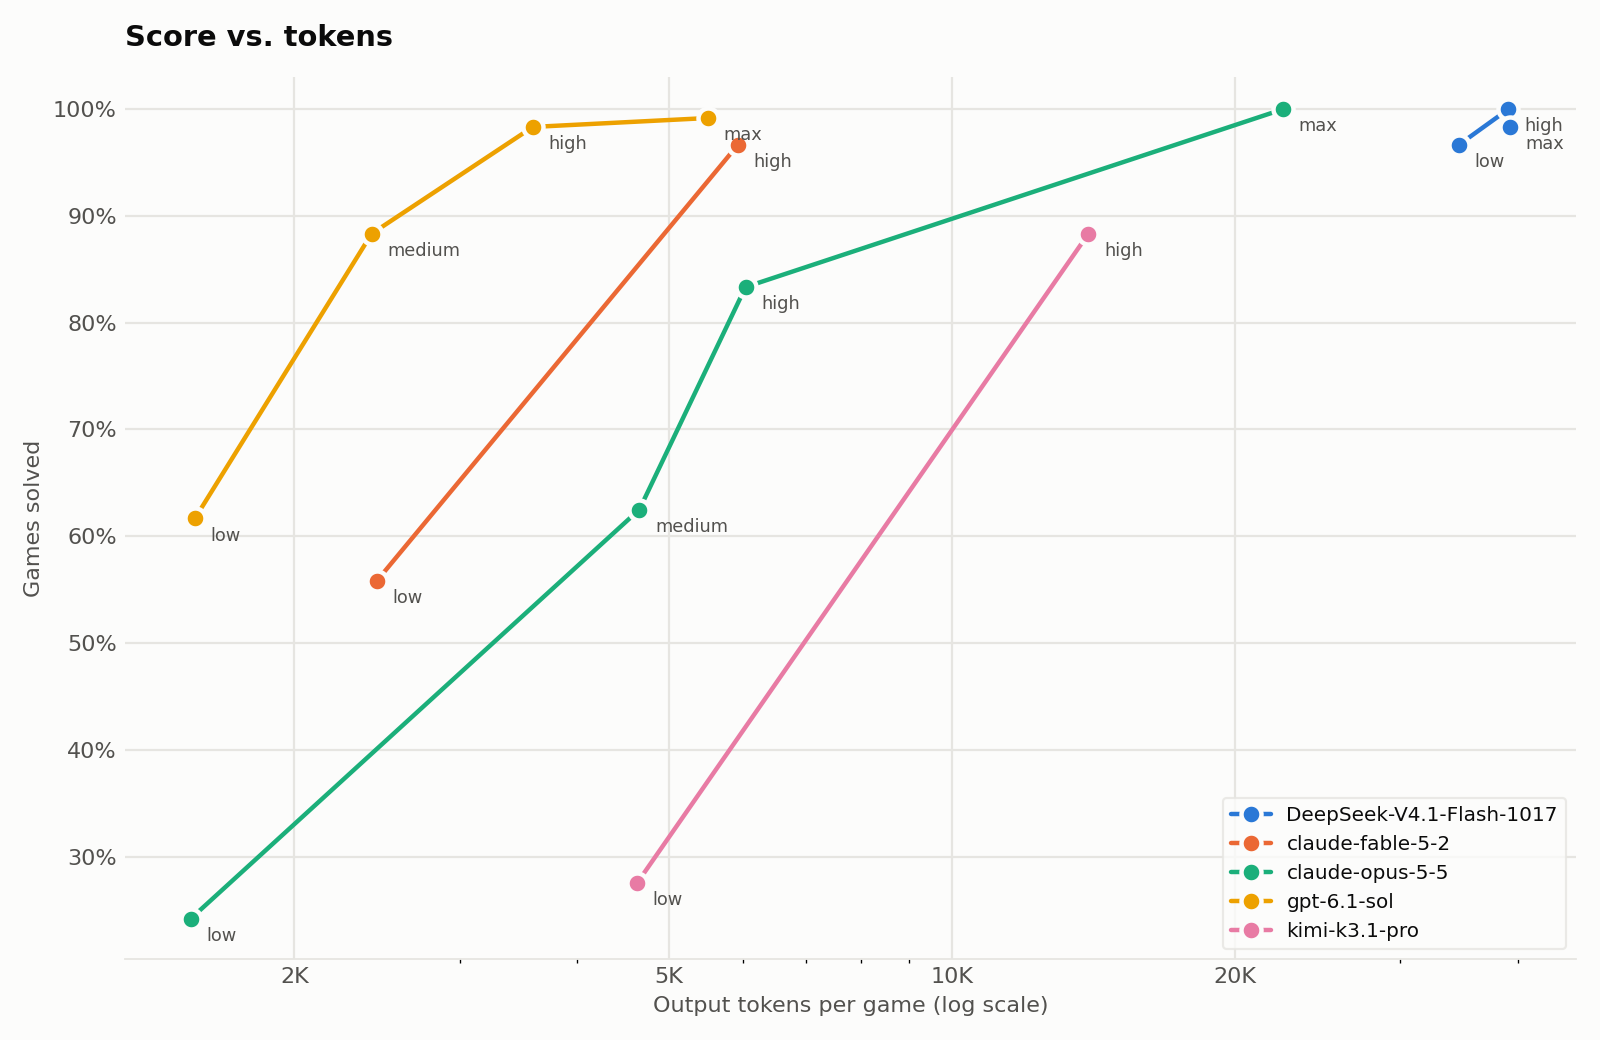 Score vs. tokens
100%
90%
80%
70%
60%
50%
40%
30%
Games solved
max
high
high
medium
low
low
max
high
medium
low
high
low
high
max
low
DeepSeek-V4.1-Flash-1017
claude-fable-5-2
claude-opus-5-5
gpt-6.1-sol
kimi-k3.1-pro
2K
5K
10K
20K
Output tokens per game (log scale)